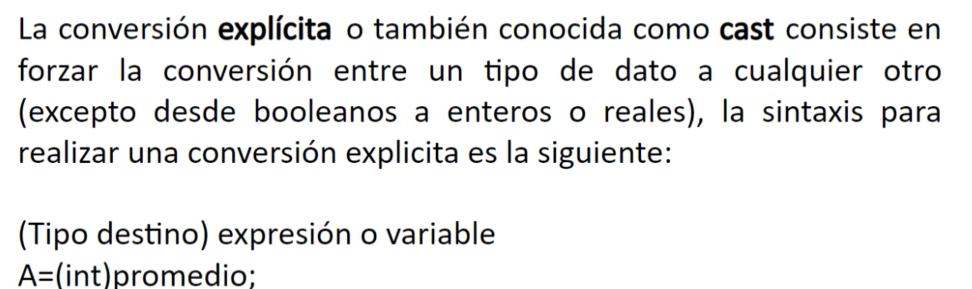 La conversión explícita o también conocida como cast consiste en
forzar la conversión entre un tipo de dato a cualquier otro
(excepto desde booleanos a enteros o reales), la sintaxis para
realizar una conversión explicita es la siguiente:
(Tipo destino) expresión o variable
A=(int)promedio;